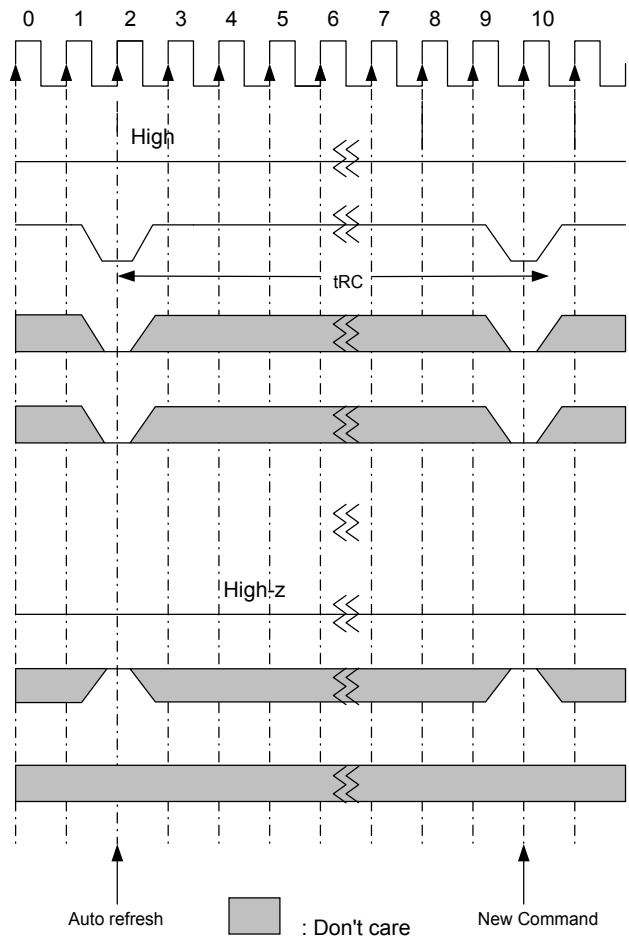 0 1 2 3 4 5 6 7 8 9 10
High
tRC
High-z
Auto refresh
New Command
: Don't care